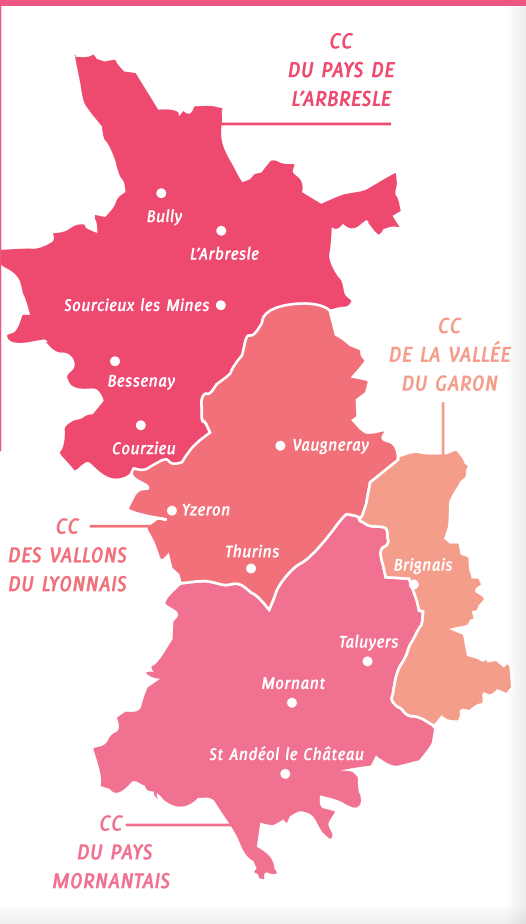 CC
DU PAYS DE
L'ARBRESLE
Bully
L'Arbresle
Sourcieux les Mines
Bessenay
Courzieu
CC
DE LA VALLÉE
DU GARON
Vaugneray
Yzeron
Thurins
CC
DES VALLONS
DU LYONNAIS
Brignais
Taluyers
Mornant
St Andéol le Château
CC
DU PAYS
MORNANTAIS